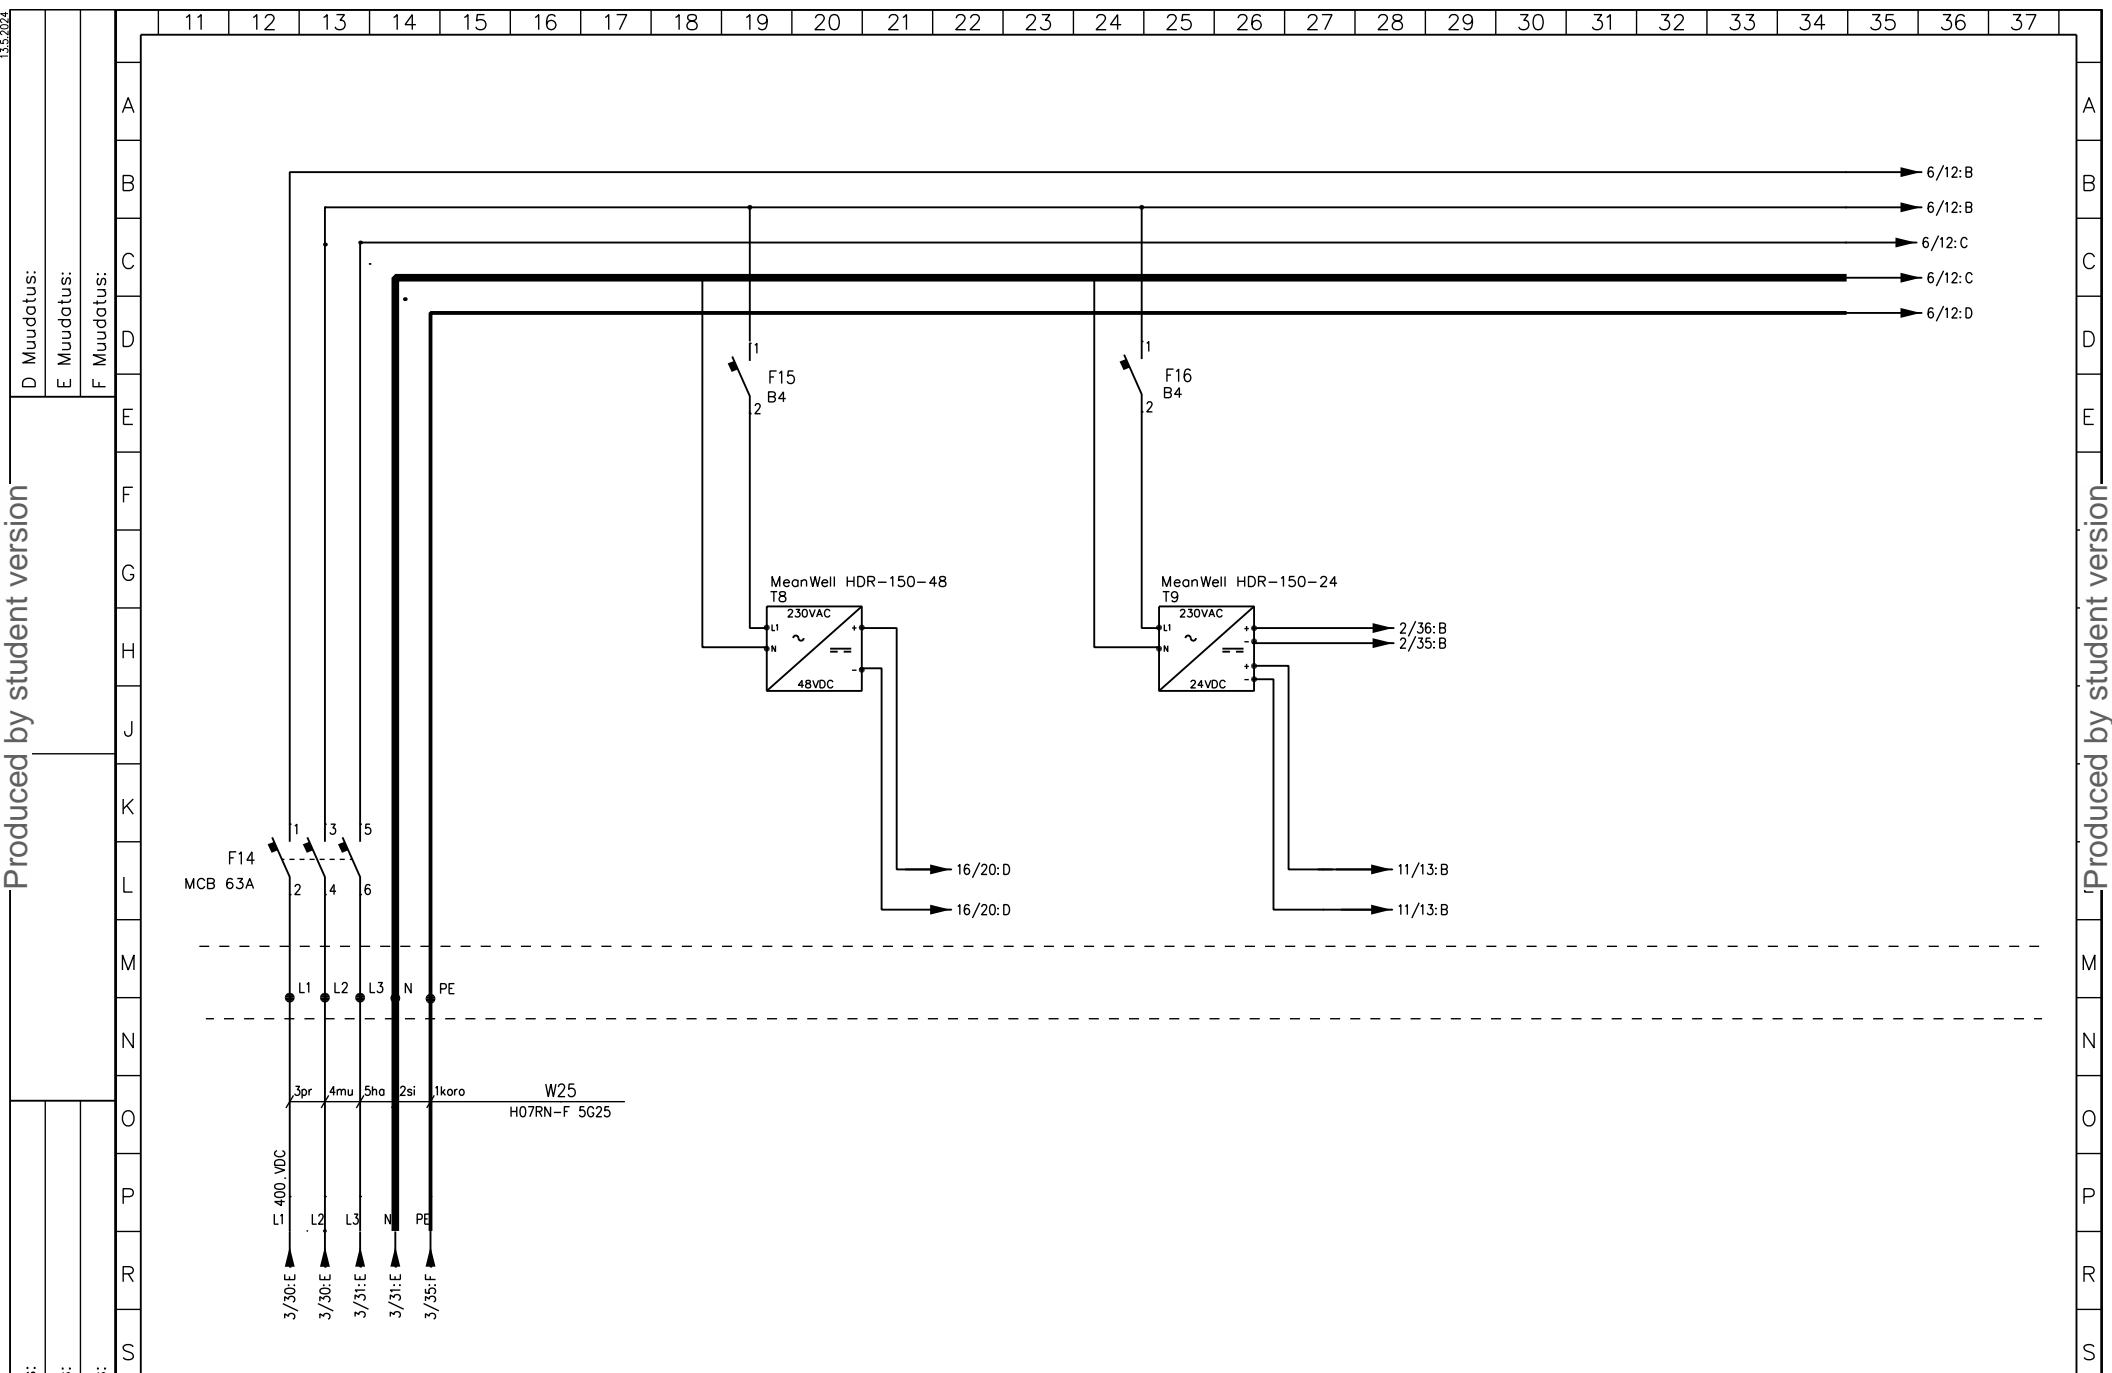 13.5.2024
11 12 13 14 15 16 17 18 19 20 21 22 23 24 25 26 27 28 29 30 31 32 33 34 35 36 37
D Muudatus:
E Muudatus:
F Muudatus:
Produced by student version
A A
B B
C C
D D
E E
F
G
H
J
K
L
M M
N N
O O
P P
R R
S S
Produced by student version
6/12:B
6/12:B
6/12:C
6/12:C
6/12:D
1
F15
B4
2
1
F16
B4
2
MeanWell HDR-150-48
T8
230VAC
L1
N
~
+
-
48VDC
MeanWell HDR-150-24
T9
230VAC
L1
N
~
+
-
+
-
24VDC
2/36:B
2/35:B
1 3 5
F14
MCB 63A
2 4 6
16/20:D
16/20:D
11/13:B
11/13:B
L1 L2 L3 N PE
3pr 4mu 5ha 2si 1koro
W25
H07RN-F 5G25
400.VDC
L1 L2 L3 N PE
3/30:E
3/30:E
3/31:E
3/31:E
3/35:F